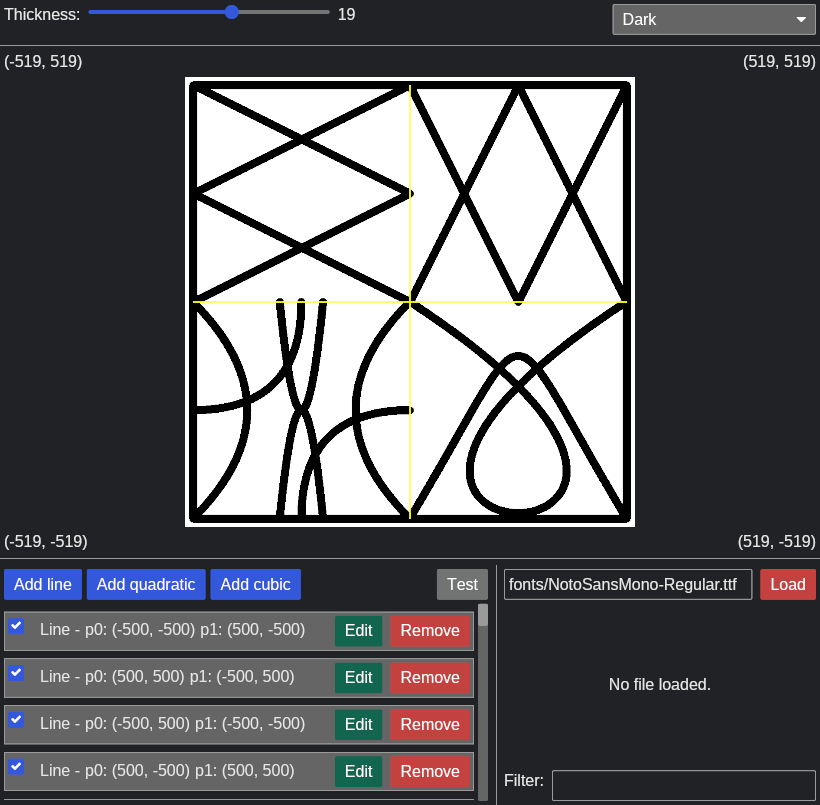 Thickness: 19 Dark
(-519, 519) (519, 519)
(-519, -519) (519, -519)
Add line Add quadratic Add cubic Test fonts/NotoSansMono-Regular.ttf Load
Line - p0: (-500, -500) p1: (500, -500) Edit Remove
Line - p0: (500, 500) p1: (-500, 500) Edit Remove
No file loaded.
Line - p0: (-500, 500) p1: (-500, -500) Edit Remove
Line - p0: (500, -500) p1: (500, 500) Edit Remove
Filter: